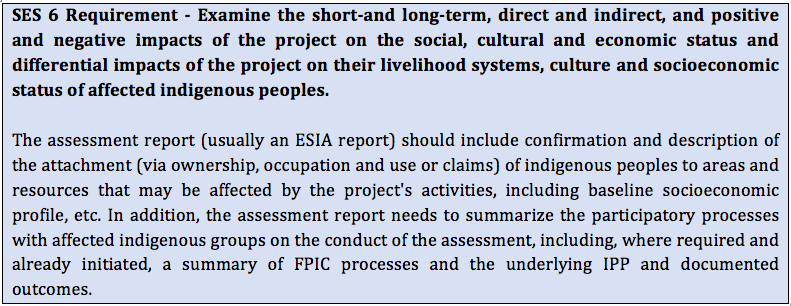 SES 6 Requirement - Examine the short-and long-term, direct and indirect, and positive
and negative impacts of the project on the social, cultural and economic status and
differential impacts of the project on their livelihood systems, culture and socioeconomic
status of affected indigenous peoples.
The assessment report (usually an ESIA report) should include confirmation and description
of the attachment (via ownership, occupation and use or claims) of indigenous peoples to areas and
resources that may be affected by the project's activities, including baseline socioeconomic
profile, etc. In addition, the assessment report needs to summarize the participatory processes
with affected indigenous groups on the conduct of the assessment, including, where required and
already initiated, a summary of FPIC processes and the underlying IPP and documented
outcomes.